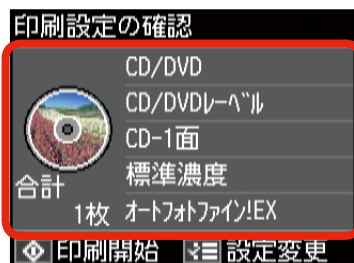 印刷設定の確認
CD/DVD
CD/DVDレーベル
CD-1面
標準濃度
オートフォトファイン!EX
合計
1枚
印刷開始 設定変更